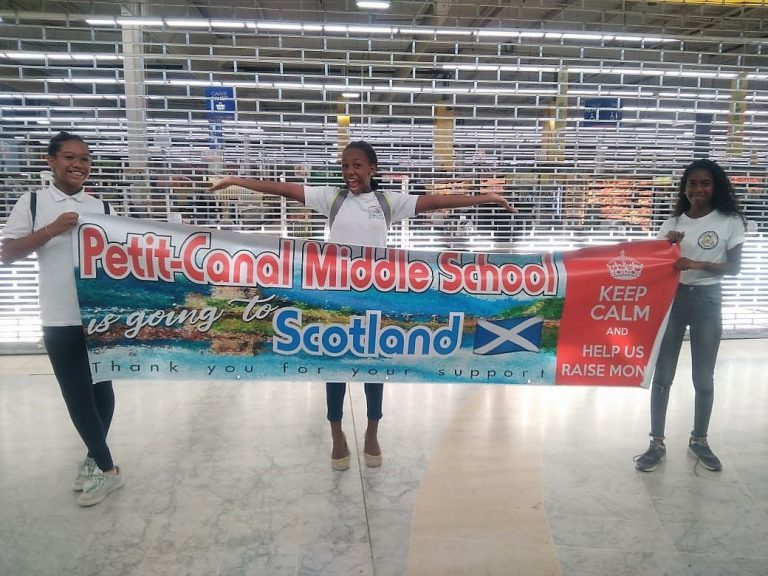 Petit-Canal Middle School
is going to
Scotland
Thank you for your support
KEEP
CALM
AND
HELP US
RAISE MON